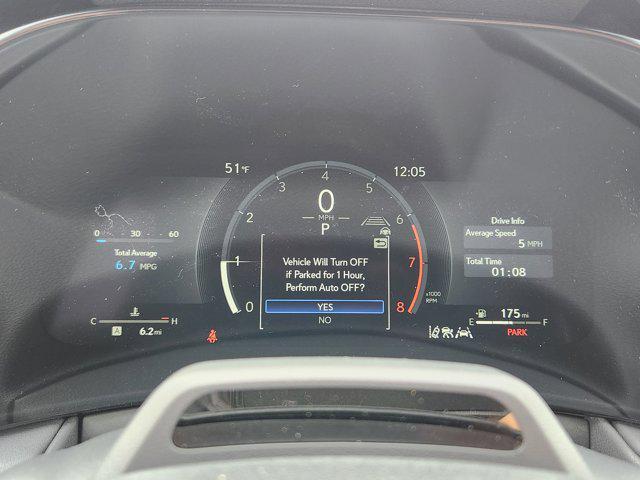 51°F
12:05
0 30 60
Total Average
6.7 MPG
C H
A 6.2 mi
0 1 2 3 4 5 6 7 8
x1000
RPM
0
MPH
P
Vehicle Will Turn OFF
if Parked for 1 Hour,
Perform Auto OFF?
YES
NO
Drive Info
Average Speed
5 MPH
Total Time
01:08
175 mi
E F
PARK